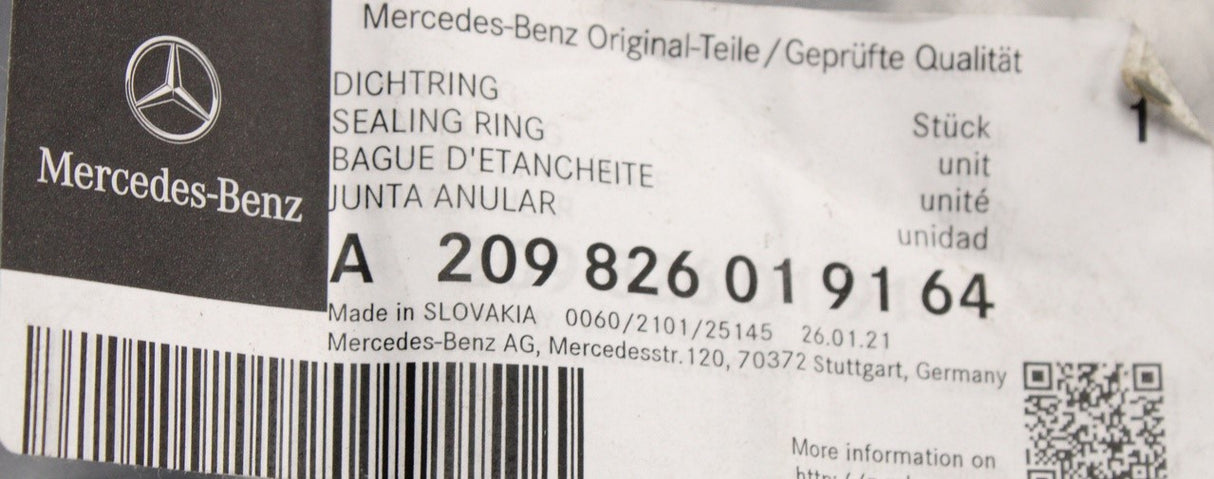 Mercedes-Benz Original-Teile/Geprüfte Qualität
Mercedes-Benz
DICHTRING
SEALING RING
BAGUE D'ETANCHEITE
JUNTA ANULAR
Stück 1
unit
unité
unidad
A 209 826 01 91 64
Made in SLOVAKIA 0060/2101/25145 26.01.21
Mercedes-Benz AG, Mercedesstr.120, 70372 Stuttgart, Germany
More information on